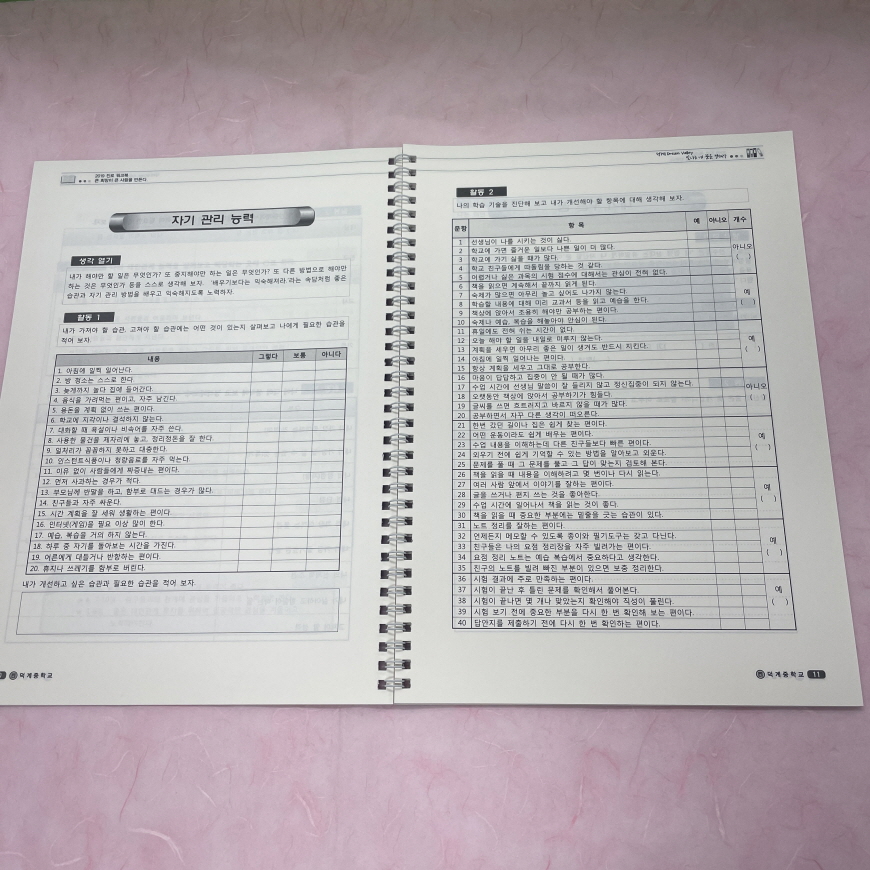 2019 진로 워크북
큰 희망이 큰 사람을 만든다
자기 관리 능력
생각 열기
내가 해야만 할 일은 무엇인가? 또 중지해야만 하는 일은 무엇인가? 또 다른 방법으로 해야만
하는 것은 무엇인가 등을 스스로 생각해 보자. '배우기보다는 익숙해져라.'라는 속담처럼 좋은
습관과 자기 관리 방법을 배우고 익숙해지도록 노력하자.
활동 1
내가 가져야 할 습관, 고쳐야 할 습관에는 어떤 것이 있는지 살펴보고 나에게 필요한 습관을
적어 보자.
내용 그렇다 보통 아니다
1. 아침에 일찍 일어난다.
2. 방 청소는 스스로 한다.
3. 늦게까지 놀다 집에 들어간다.
4. 음식을 가려먹는 편이고, 자주 남긴다.
5. 용돈을 계획 없이 쓰는 편이다.
6. 학교에 지각이나 결석하지 않는다.
7. 대화할 때 욕설이나 비속어를 자주 쓴다.
8. 사용한 물건을 제자리에 놓고, 정리정돈을 잘 한다.
9. 일처리가 꼼꼼하지 못하고 대충한다.
10. 인스턴트식품이나 청량음료를 자주 먹는다.
11. 이유 없이 사람들에게 짜증내는 편이다.
12. 먼저 사과하는 경우가 적다.
13. 부모님께 반말을 하고, 함부로 대드는 경우가 많다.
14. 친구들과 자주 싸운다.
15. 시간 계획을 잘 세워 생활하는 편이다.
16. 인터넷(게임)을 필요 이상 많이 한다.
17. 예습, 복습을 거의 하지 않는다.
18. 하루 중 자기를 돌아보는 시간을 가진다.
19. 어른에게 대들거나 반항하는 편이다.
20. 휴지나 쓰레기를 함부로 버린다.
내가 개선하고 싶은 습관과 필요한 습관을 적어 보자.
덕계중학교
Dream Valley
활동 2
나의 학습 기술을 진단해 보고 내가 개선해야 할 항목에 대해 생각해 보자.
문항 항 목 예 아니오 개수
1 선생님이 나를 시키는 것이 싫다.
2 학교에 가면 즐거운 일보다 나쁜 일이 더 많다.
3 학교에 가기 싫을 때가 많다.
4 학교 친구들에게 따돌림을 당하는 것 같다.
5 어렵거나 싫은 과목의 시험 점수에 대해서는 관심이 전혀 없다.
아니오
( )
6 책을 읽으면 계속해서 끝까지 읽게 된다.
7 숙제가 많으면 아무리 놀고 싶어도 나가지 않는다.
8 학습할 내용에 대해 미리 교과서 등을 읽고 예습을 한다.
9 책상에 앉아서 조용히 해야만 공부하는 편이다.
10 숙제나 예습, 복습을 해놓아야 안심이 된다.
예
( )
11 휴일에도 전혀 쉬는 시간이 없다.
12 오늘 해야 할 일을 내일로 미루지 않는다.
13 계획을 세우면 아무리 좋은 일이 생겨도 반드시 지킨다.
14 아침에 일찍 일어나는 편이다.
15 항상 계획을 세우고 그대로 공부한다.
예
( )
16 마음이 답답하고 집중이 안 될 때가 많다.
17 수업 시간에 선생님 말씀이 잘 들리지 않고 정신집중이 되지 않는다.
18 오랫동안 책상에 앉아서 공부하기가 힘들다.
19 글씨를 쓰면 흐트러지고 바르지 않을 때가 많다.
20 공부하면서 자꾸 다른 생각이 떠오른다.
아니오
( )
21 한번 갔던 길이나 집은 쉽게 찾는 편이다.
22 어떤 운동이라도 쉽게 배우는 편이다.
23 수업 내용을 이해하는데 다른 친구들보다 빠른 편이다.
24 외우기 전에 쉽게 기억할 수 있는 방법을 알아보고 외운다.
25 문제를 풀 때 그 문제를 풀고 그 답이 맞는지 검토해 본다.
예
( )
26 책을 읽을 때 내용을 이해하려고 몇 번이나 다시 읽는다.
27 여러 사람 앞에서 이야기를 잘하는 편이다.
28 글을 쓰거나 편지 쓰는 것을 좋아한다.
29 수업 시간에 일어나서 책을 읽는 것이 좋다.
30 책을 읽을 때 중요한 부분에는 밑줄을 긋는 습관이 있다.
예
( )
31 노트 정리를 잘하는 편이다.
32 언제든지 메모할 수 있도록 종이와 필기도구는 갖고 다닌다.
33 친구들은 나의 요점 정리장을 자주 빌려가는 편이다.
34 요점 정리 노트는 예습 복습에서 중요하다고 생각한다.
35 친구의 노트를 빌려 빠진 부분이 있으면 보충 정리한다.
예
( )
36 시험 결과에 주로 만족하는 편이다.
37 시험이 끝난 후 틀린 문제를 확인해서 풀어본다.
38 시험이 끝나면 몇 개나 맞았는지 확인해야 직성이 풀린다.
39 시험 보기 전에 중요한 부분을 다시 한 번 확인해 보는 편이다.
40 답안지를 제출하기 전에 다시 한 번 확인하는 편이다.
예
( )
덕계중학교 11